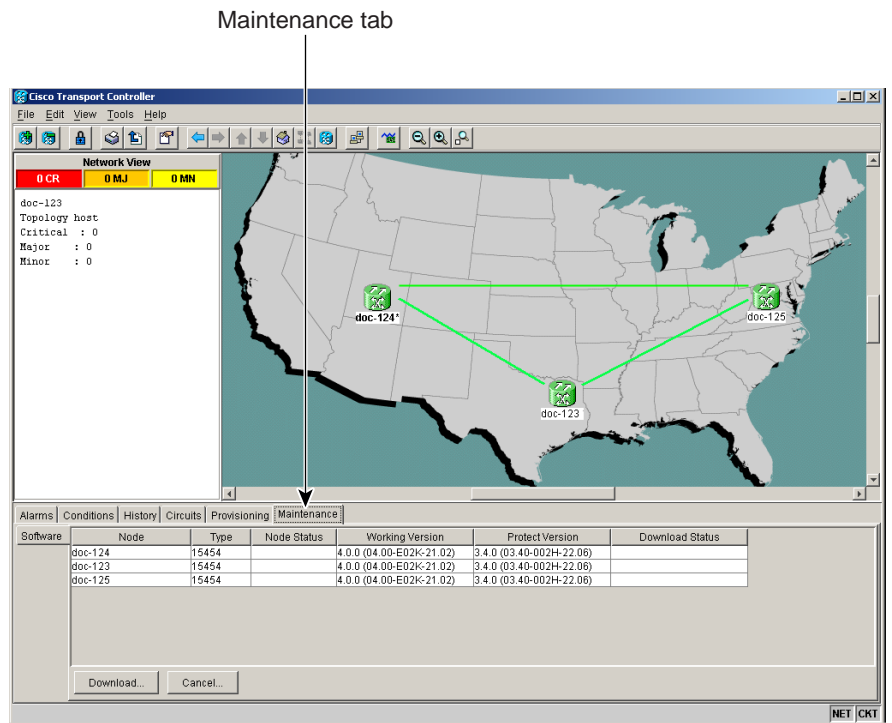 Maintenance tab
Cisco Transport Controller
File Edit View Tools Help
Network View
0 CR 0 MJ 0 MN
doc-123
Topology host
Critical : 0
Major : 0
Minor : 0
doc-124*
doc-125
doc-123
Alarms Conditions History Circuits Provisioning Maintenance
Software
Node Type Node Status Working Version Protect Version Download Status
doc-124 15454 4.0.0 (04.00-E02K-21.02) 3.4.0 (03.40-002H-22.06)
doc-123 15454 4.0.0 (04.00-E02K-21.02) 3.4.0 (03.40-002H-22.06)
doc-125 15454 4.0.0 (04.00-E02K-21.02) 3.4.0 (03.40-002H-22.06)
Download... Cancel...
NET CKT